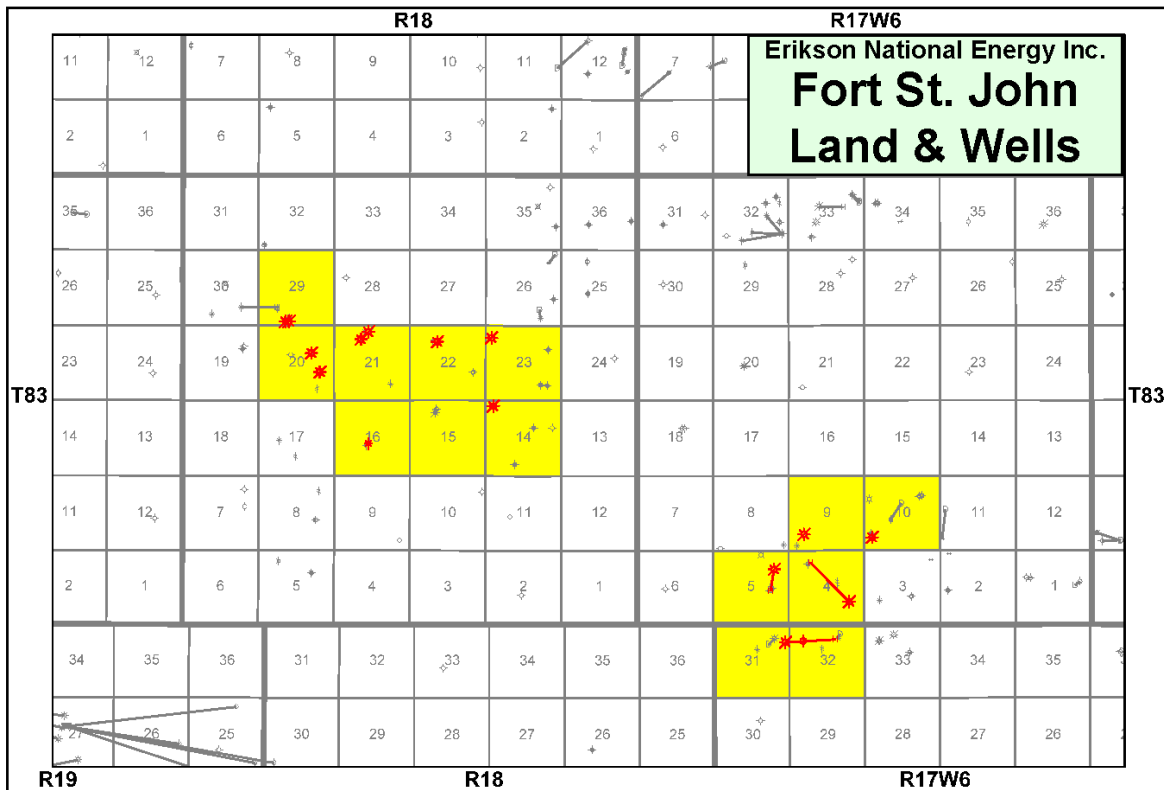 R18 R17W6
Erikson National Energy Inc.
Fort St. John
Land & Wells
11 12 7 8 9 10 11 12 7
2 1 6 5 4 3 2 1 6
35 36 31 32 33 34 35 36 31 32 33 34 35 36
26 25 30 29 28 27 26 25 30 29 28 27 26 25
23 24 19 20 21 22 23 24 19 20 21 22 23 24
T83 T83
14 13 18 17 16 15 14 13 18 17 16 15 14 13
11 12 7 8 9 10 11 12 7 8 9 10 11 12
2 1 6 5 4 3 2 1 6 5 4 3 2 1
34 35 36 31 32 33 34 35 36 31 32 33 34 35
27 26 25 30 29 28 27 26 25 30 29 28 27 26
R19 R18 R17W6